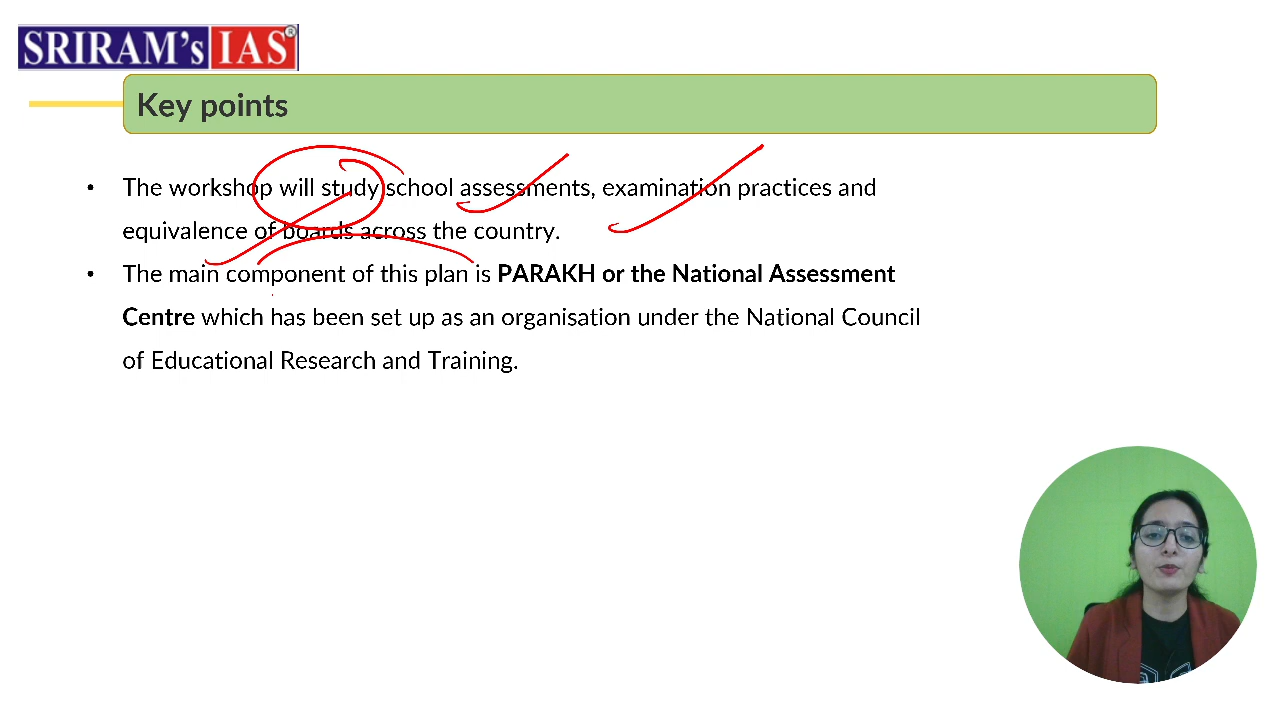 SRIRAM's IAS®
Key points
• The workshop will study school assessments, examination practices and
equivalence of boards across the country.
• The main component of this plan is PARAKH or the National Assessment
Centre which has been set up as an organisation under the National Council
of Educational Research and Training.